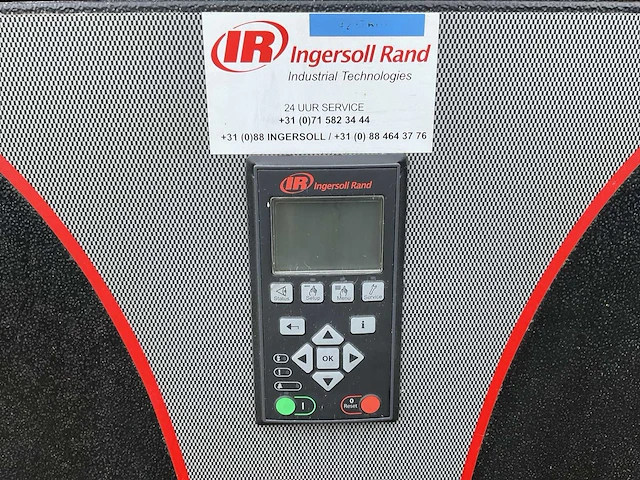 IR Ingersoll Rand
Industrial Technologies
24 UUR SERVICE
+31 (0)71 582 34 44
+31 (0)88 INGERSOLL / +31 (0) 88 464 37 76
IR Ingersoll Rand
Status Setup Menu Service
i
OK
I
0
Reset